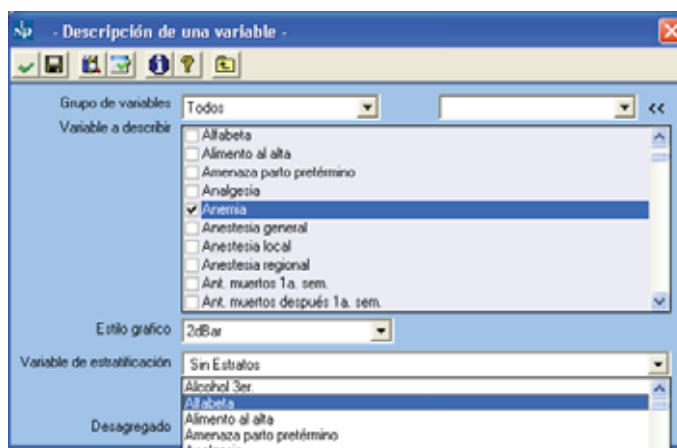 sip - Descripción de una variable -
Grupo de variables Todos <<
Variable a describir
Alfabeta
Alimento al alta
Amenaza parto pretérmino
Analgesia
Anemia
Anestesia general
Anestesia local
Anestesia regional
Ant. muertos 1a. sem.
Ant. muertos después 1a. sem.
Estilo grafico 2dBar
Variable de estratificación Sin Estratos
Alcohol 3er.
Alfabeta
Desagregado Alimento al alta
Amenaza parto pretérmino